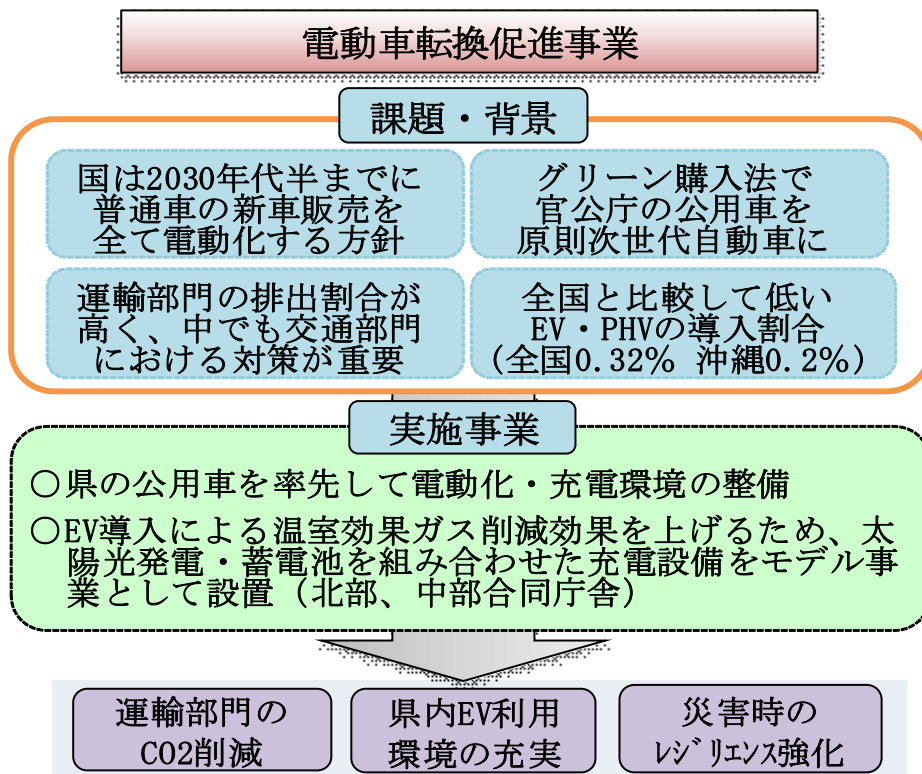 電動車転換促進事業
課題・背景
国は2030年代半までに
普通車の新車販売を
全て電動化する方針
グリーン購入法で
官公庁の公用車を
原則次世代自動車に
運輸部門の排出割合が
高く、中でも交通部門
における対策が重要
全国と比較して低い
EV・PHVの導入割合
(全国0.32% 沖縄0.2%)
実施事業
○県の公用車を率先して電動化・充電環境の整備
○EV導入による温室効果ガス削減効果を上げるため、太
陽光発電・蓄電池を組み合わせた充電設備をモデル事
業として設置（北部、中部合同庁舎）
運輸部門の
CO2削減
県内EV利用
環境の充実
災害時の
ﾚｼﾞﾘｴﾝｽ強化